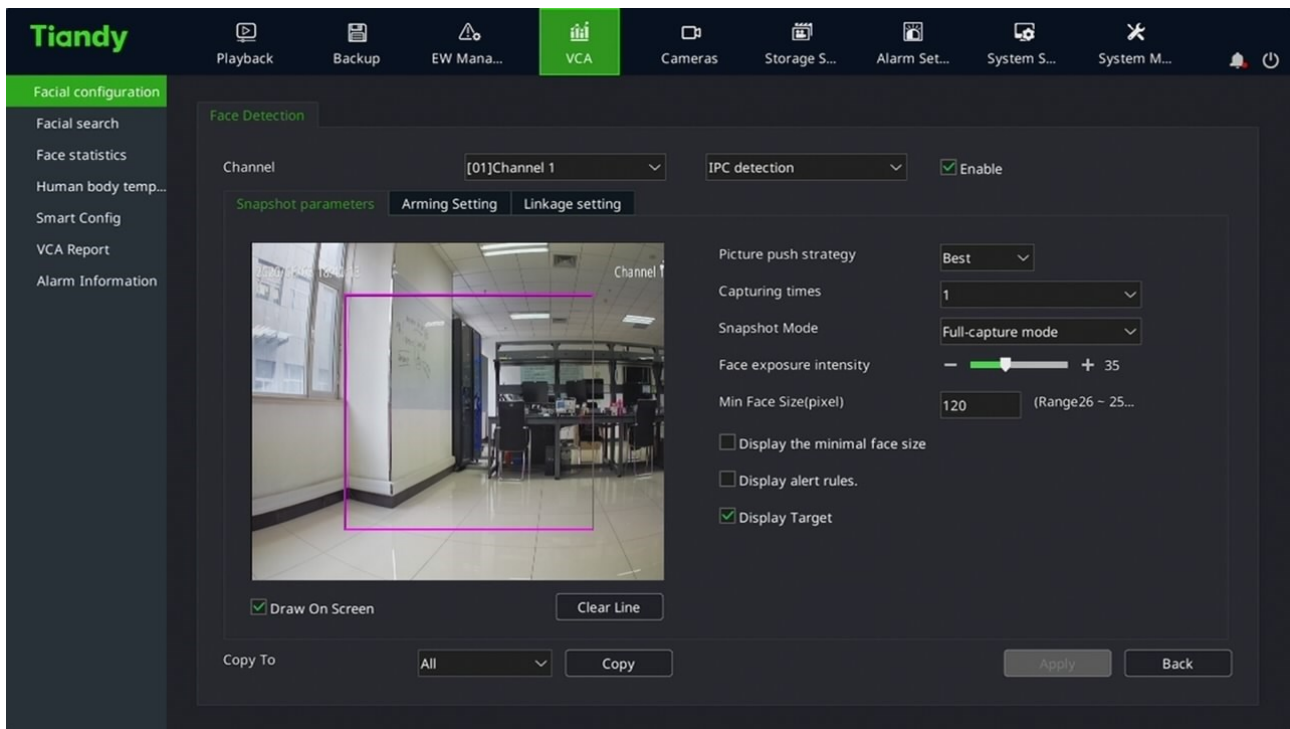 Tiandy
Playback
Backup
EW Mana...
VCA
Cameras
Storage S...
Alarm Set...
System S...
System M...
Facial configuration
Facial search
Face statistics
Human body temp...
Smart Config
VCA Report
Alarm Information
Face Detection
Channel
[01]Channel 1
IPC detection
Enable
Snapshot parameters
Arming Setting
Linkage setting
Channel 1
Picture push strategy
Best
Capturing times
1
Snapshot Mode
Full-capture mode
Face exposure intensity
35
Min Face Size(pixel)
120
(Range26 ~ 25...
Display the minimal face size
Display alert rules.
Display Target
Draw On Screen
Clear Line
Copy To
All
Copy
Apply
Back